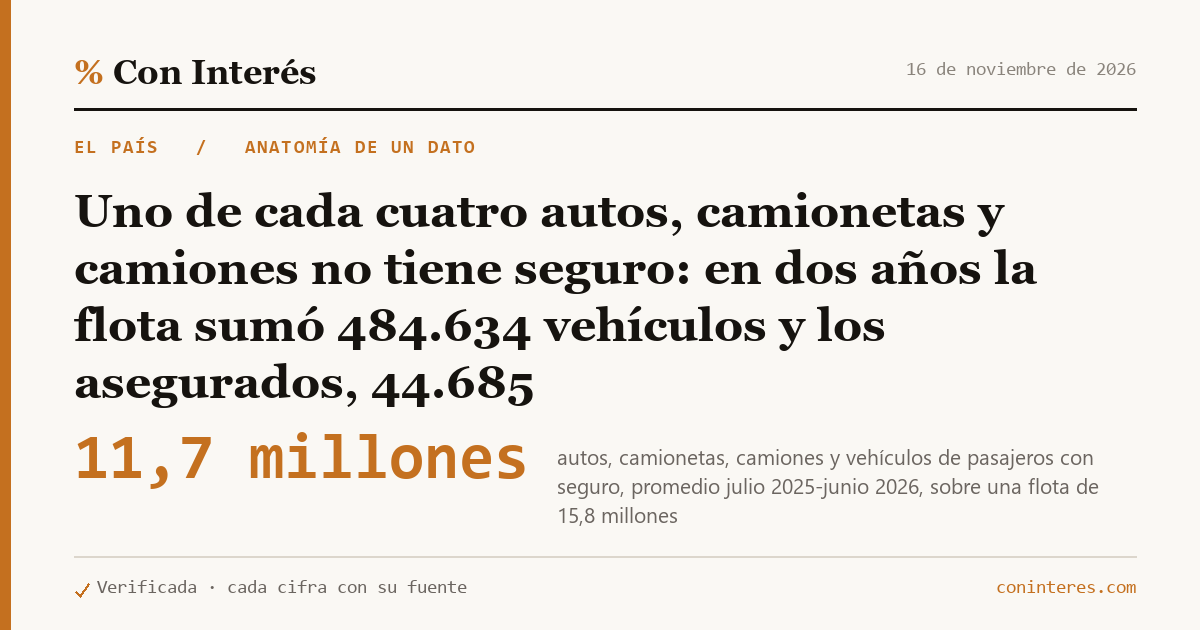 % Con Interés
16 de noviembre de 2026
EL PAÍS / ANATOMÍA DE UN DATO
Uno de cada cuatro autos, camionetas y
camiones no tiene seguro: en dos años la
flota sumó 484.634 vehículos y los
asegurados, 44.685
11,7 millones
autos, camionetas, camiones y vehículos de pasajeros con
seguro, promedio julio 2025-junio 2026, sobre una flota de
15,8 millones
✓ Verificada · cada cifra con su fuente
coninteres.com